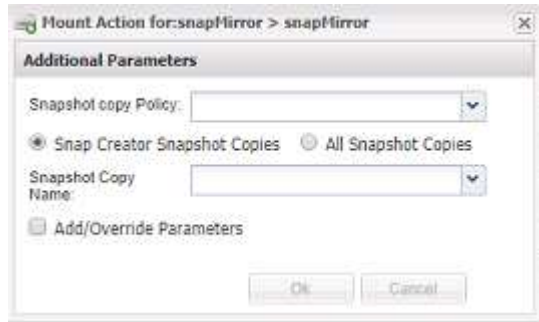 Mount Action for:snapMirror > snapMirror
Additional Parameters
Snapshot copy Policy:
Snap Creator Snapshot Copies All Snapshot Copies
Snapshot Copy
Name:
Add/Override Parameters
Ok Cancel